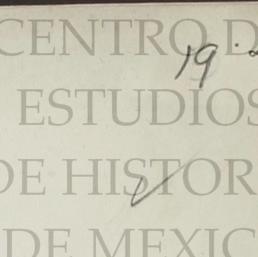 CENTRO D
19
ESTUDIOS
DE HISTOR
DE MEXIC